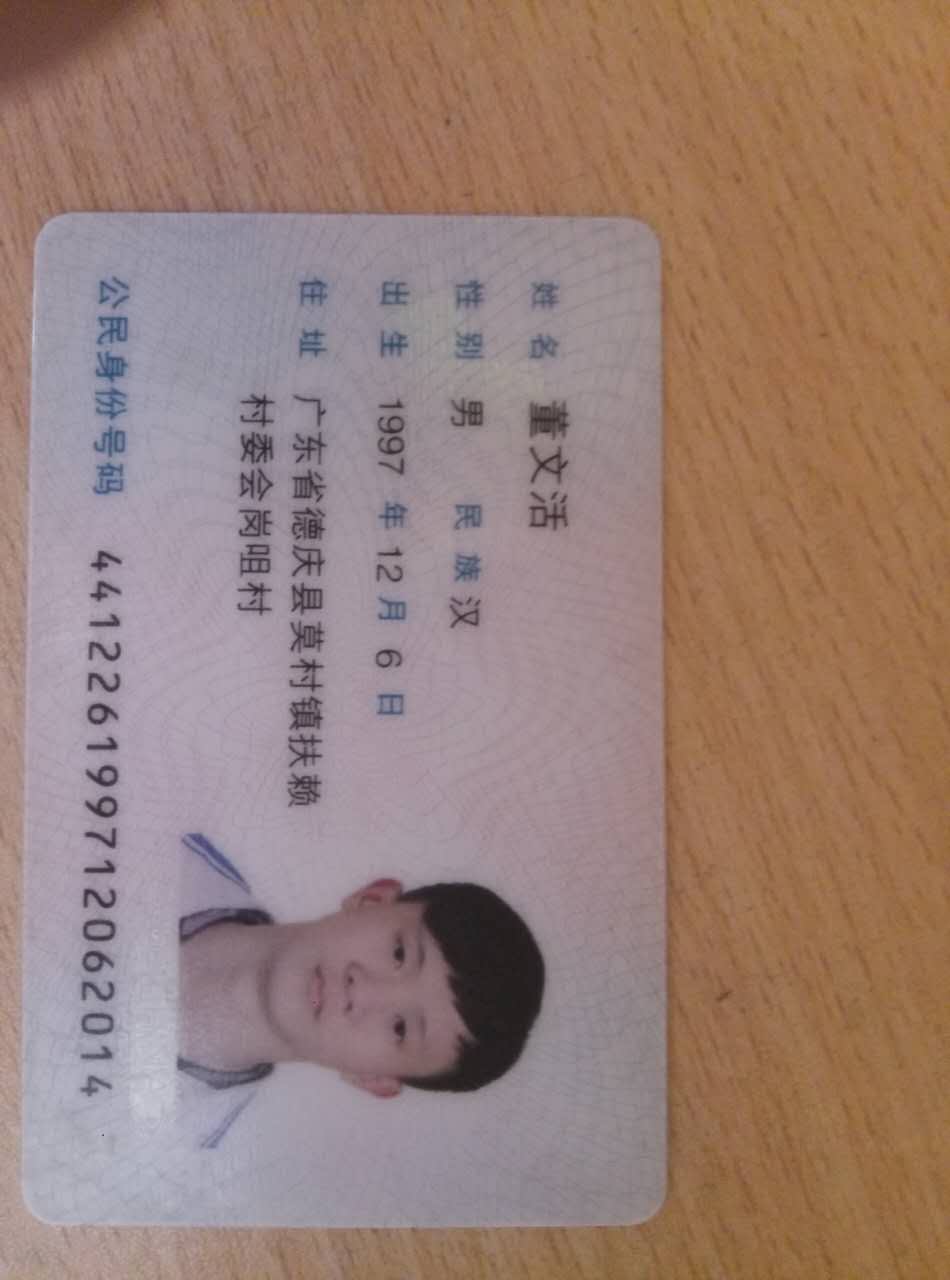 姓名 董文活
性别 男 民族 汉
出生 1997 年 12 月 6 日
住址 广东省德庆县莫村镇扶赖
村委会岗咀村
公民身份号码 441226199712062014